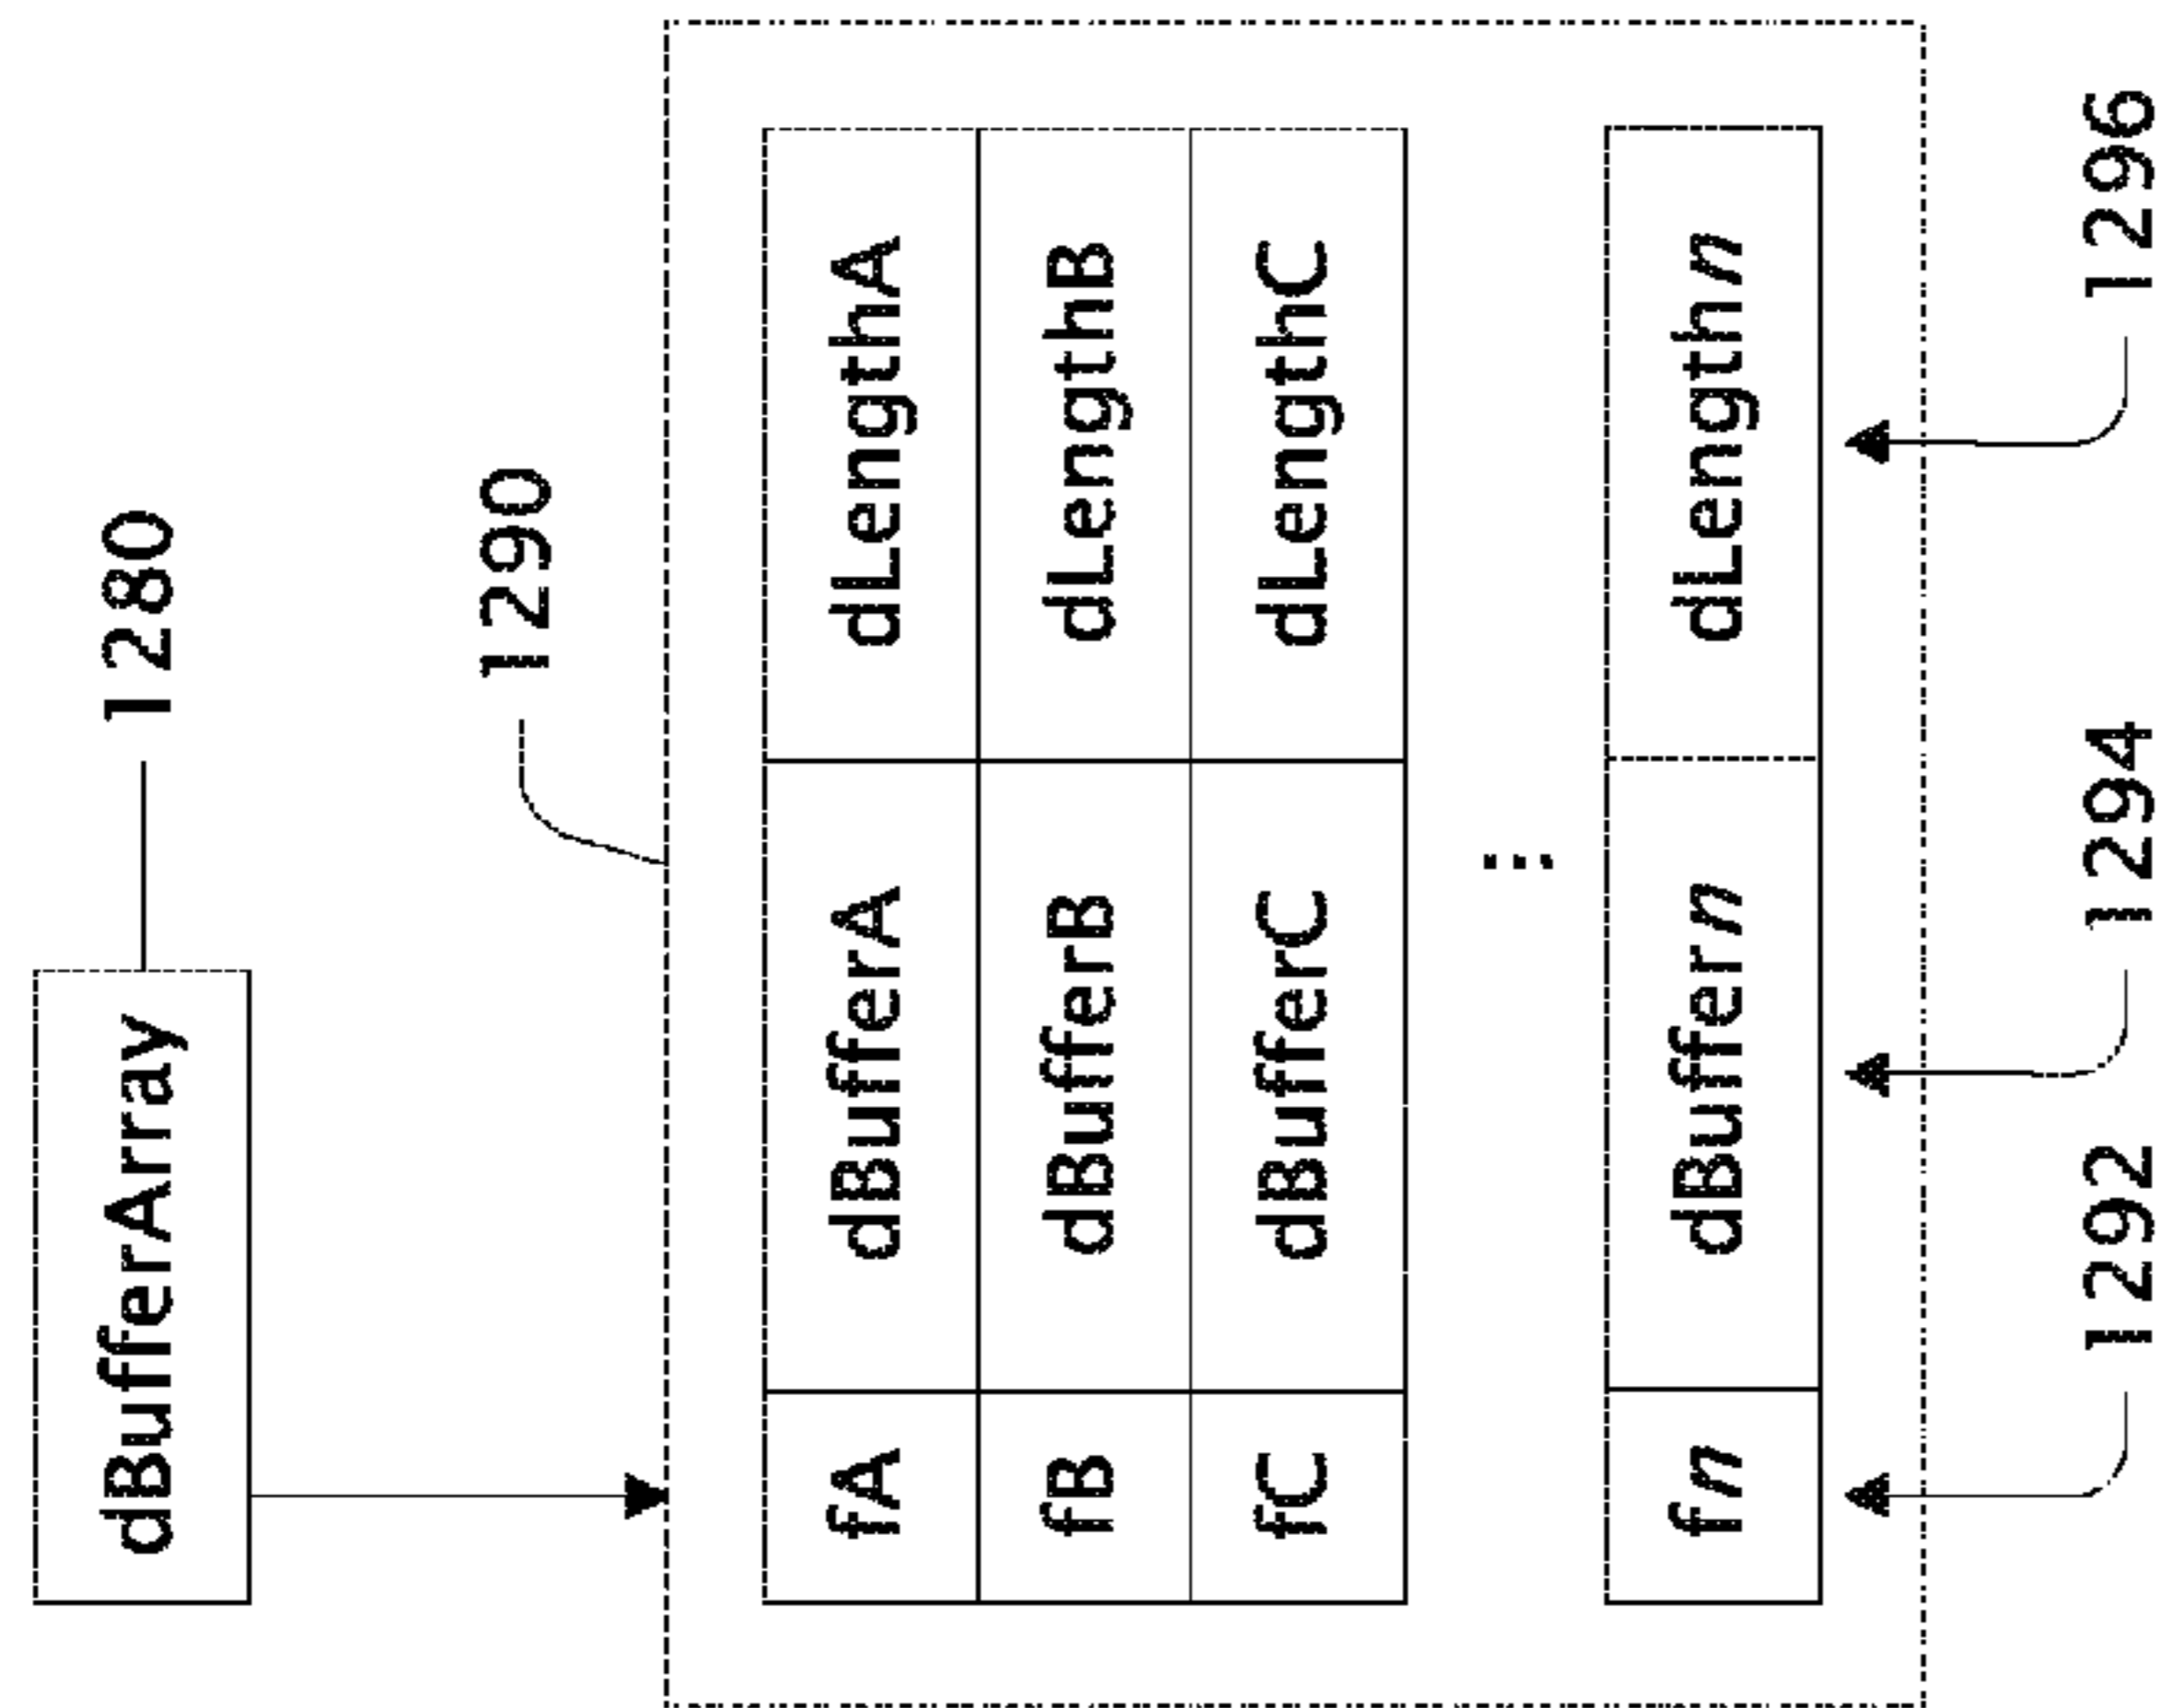 dBufferArray 1280
1290
fA dBufferA dLengthA
fB dBufferB dLengthB
fC dBufferC dLengthC
...
fn dBuffern dLengthn
1292 1294 1296